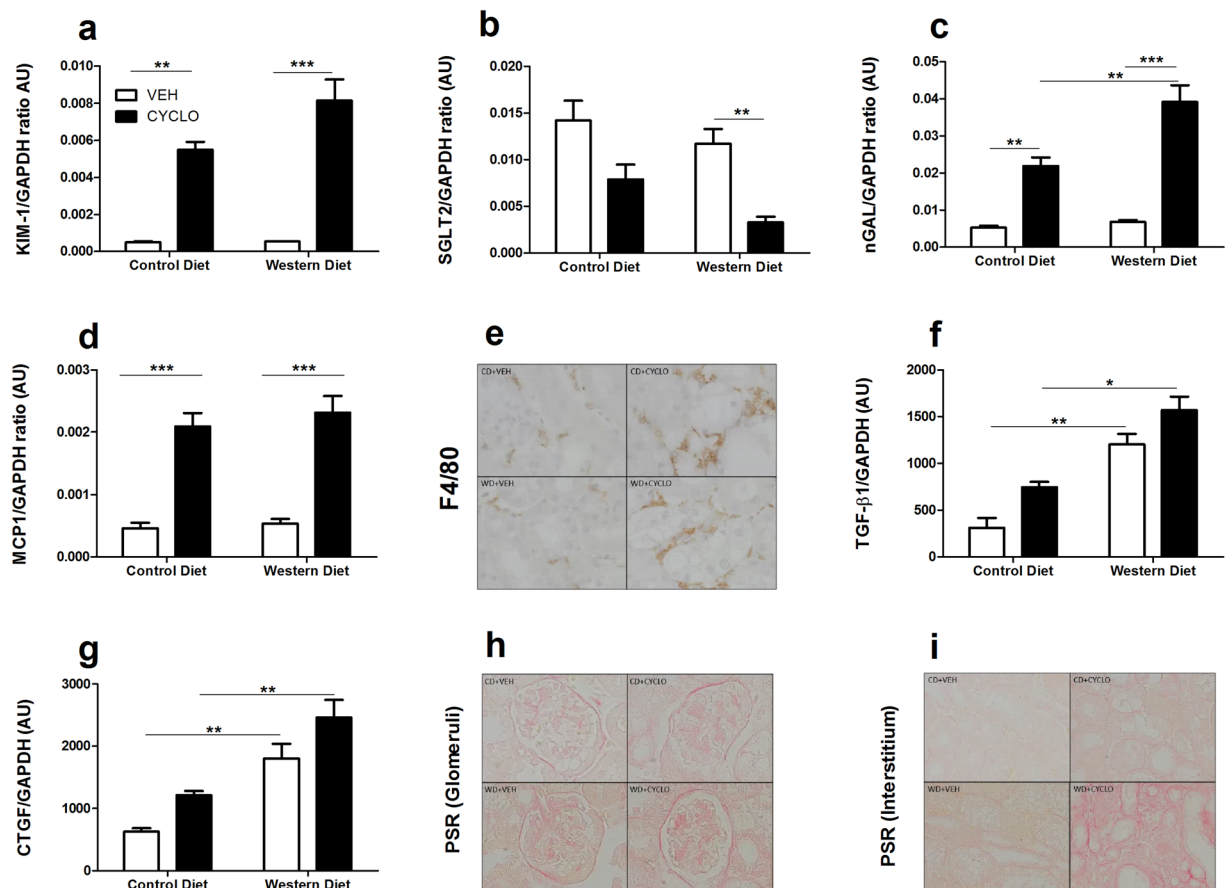 a
KIM-1/GAPDH ratio AU
0.010
0.008
0.006
0.004
0.002
0.000
**
***
VEH
CYCLO
Control Diet
Western Diet
b
SGLT2/GAPDH ratio (AU)
0.020
0.015
0.010
0.005
0.000
**
Control Diet
Western Diet
c
nGAL/GAPDH ratio (AU)
0.05
0.04
0.03
0.02
0.01
0.00
***
**
**
Control Diet
Western Diet
d
MCP1/GAPDH ratio (AU)
0.003
0.002
0.001
0.000
***
***
Control Diet
Western Diet
e
F4/80
CD+VEH
CD+CYCLO
WD+VEH
WD+CYCLO
f
TGF-β1/GAPDH (AU)
2000
1500
1000
500
0
*
**
Control Diet
Western Diet
g
CTGF/GAPDH (AU)
3000
2000
1000
0
**
**
Control Diet
Western Diet
h
PSR (Glomeruli)
CD+VEH
CD+CYCLO
WD+VEH
WD+CYCLO
i
PSR (Interstitium)
CD+VEH
CD+CYCLO
WD+VEH
WD+CYCLO